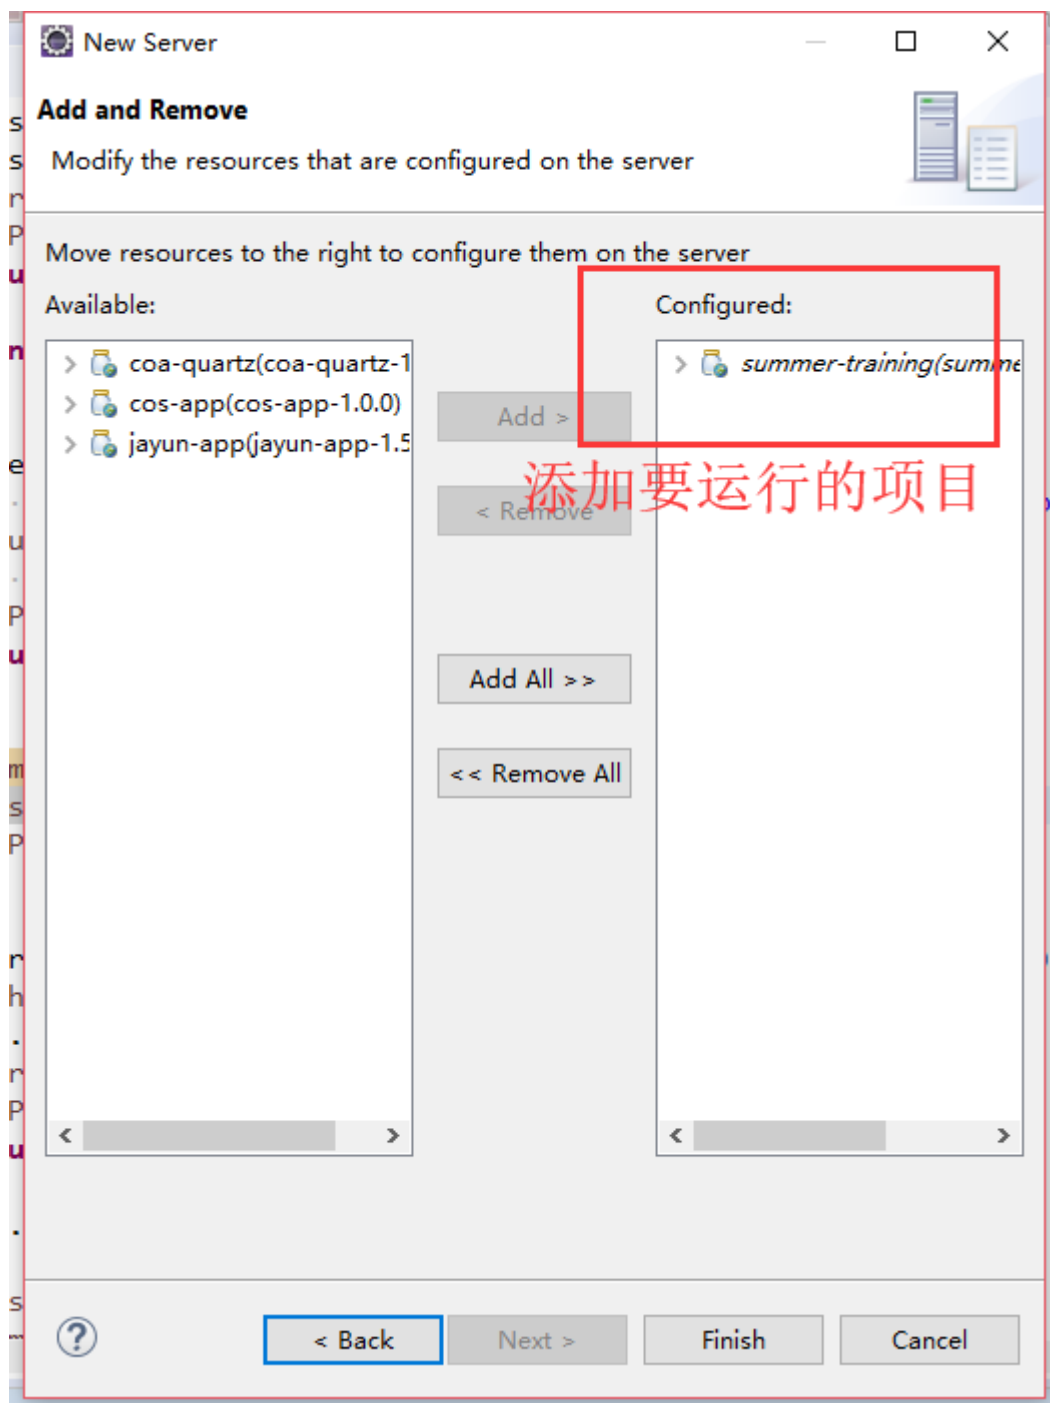 New Server
Add and Remove
Modify the resources that are configured on the server
Move resources to the right to configure them on the server
Available:
Configured:
coa-quartz(coa-quartz-1
cos-app(cos-app-1.0.0)
jayun-app(jayun-app-1.5
summer-training(summe
Add >
添加要运行的项目
< Remove
Add All >>
<< Remove All
< Back
Next >
Finish
Cancel